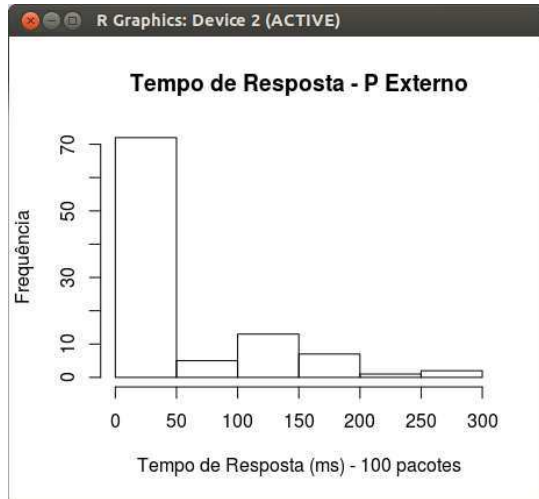 R Graphics: Device 2 (ACTIVE)
Tempo de Resposta - P Externo
Frequência
70
50
30
10
0
0 50 100 150 200 250 300
Tempo de Resposta (ms) - 100 pacotes